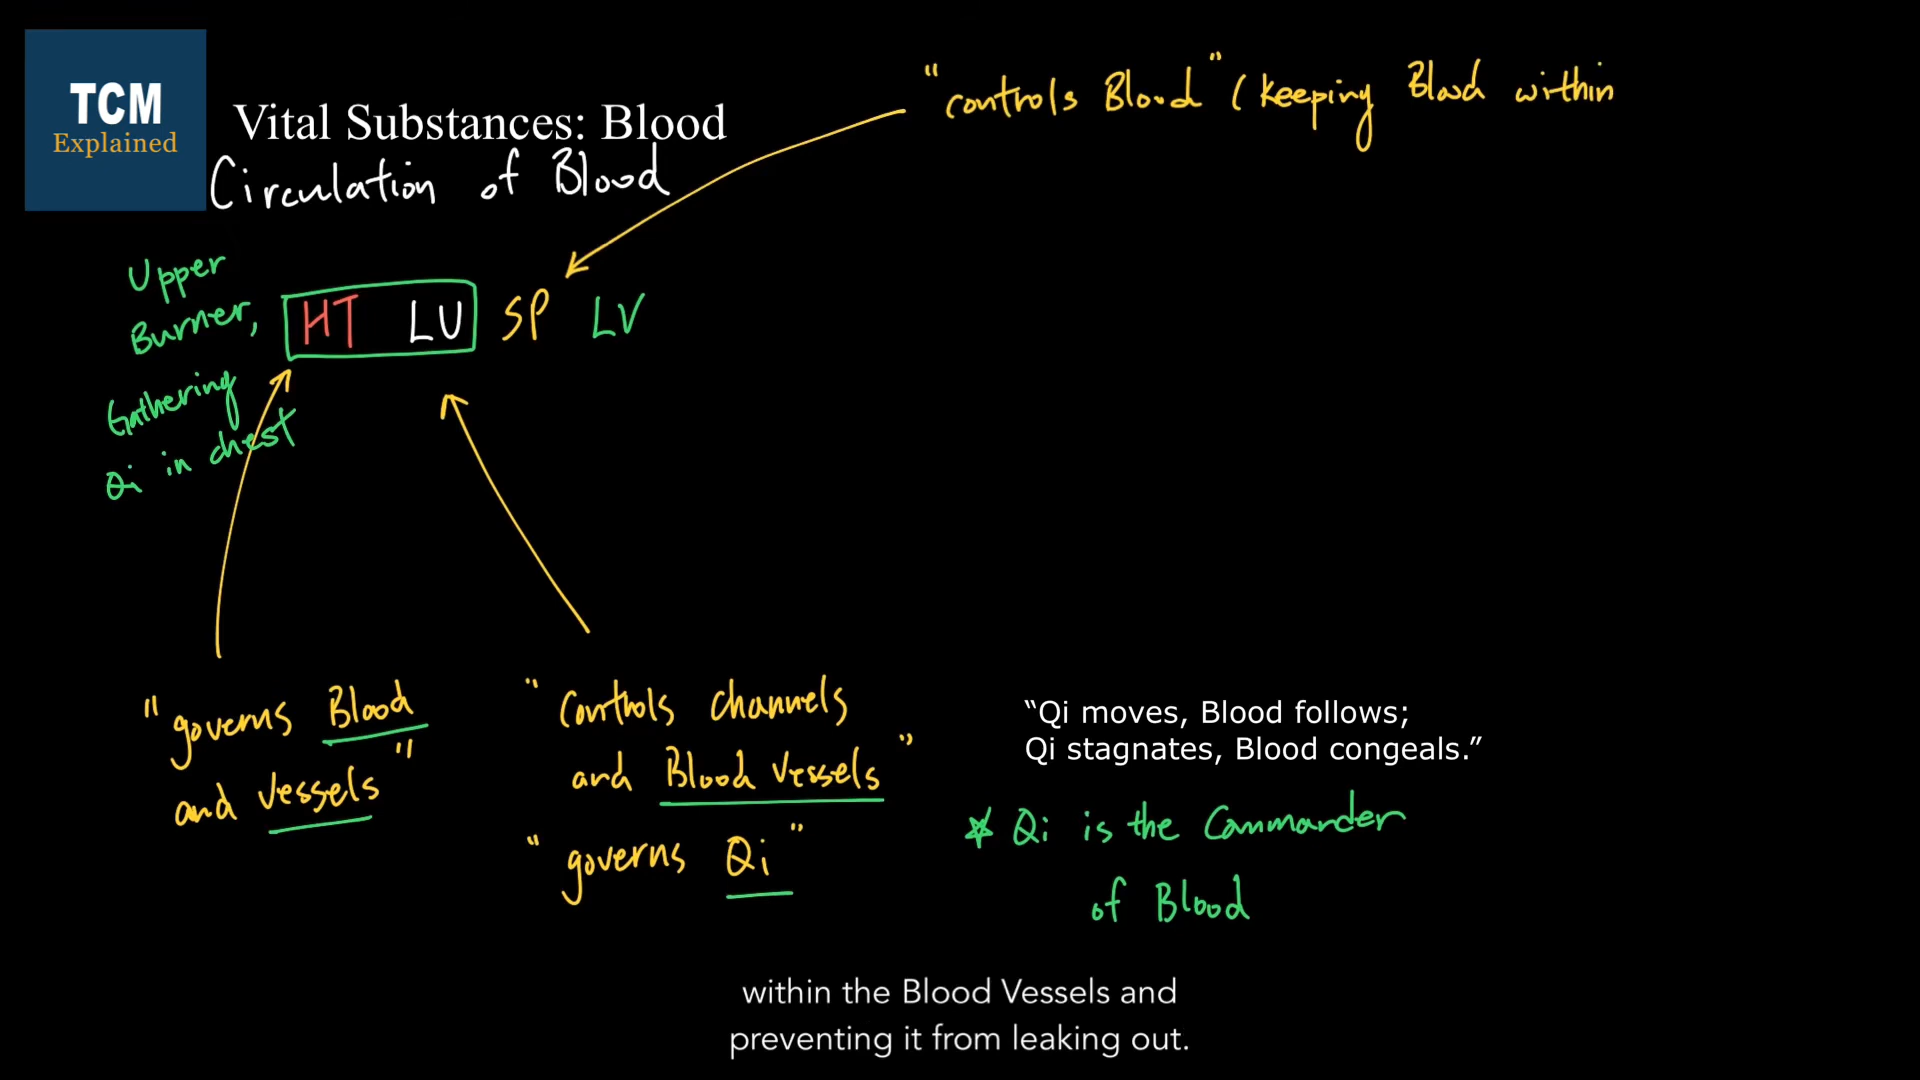 TCM
Explained
Vital Substances: Blood
Circulation of Blood
"controls Blood" (keeping Blood within
Upper
Burner,
Gathering
Qi in chest
HT LU SP LV
"governs Blood
and vessels"
"controls channels
and Blood vessels"
"governs Qi"
“Qi moves, Blood follows;
Qi stagnates, Blood congeals.”
* Qi is the Commander
of Blood
within the Blood Vessels and
preventing it from leaking out.